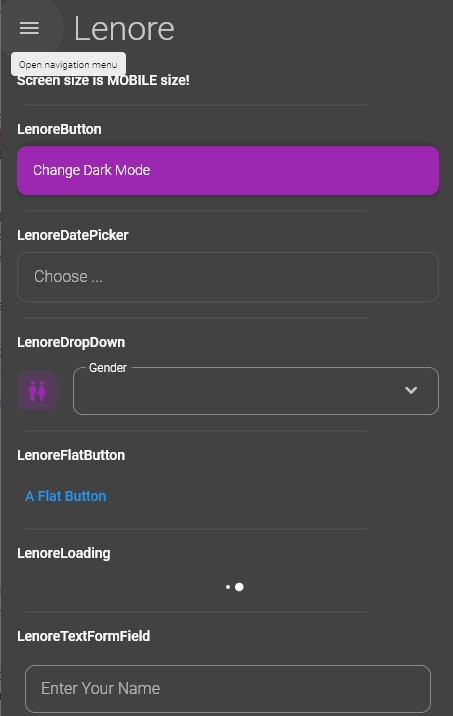 Lenore
Open navigation menu
Screen size is MOBILE size!
LenoreButton
Change Dark Mode
LenoreDatePicker
Choose ...
LenoreDropDown
Gender
LenoreFlatButton
A Flat Button
LenoreLoading
LenoreTextFormField
Enter Your Name